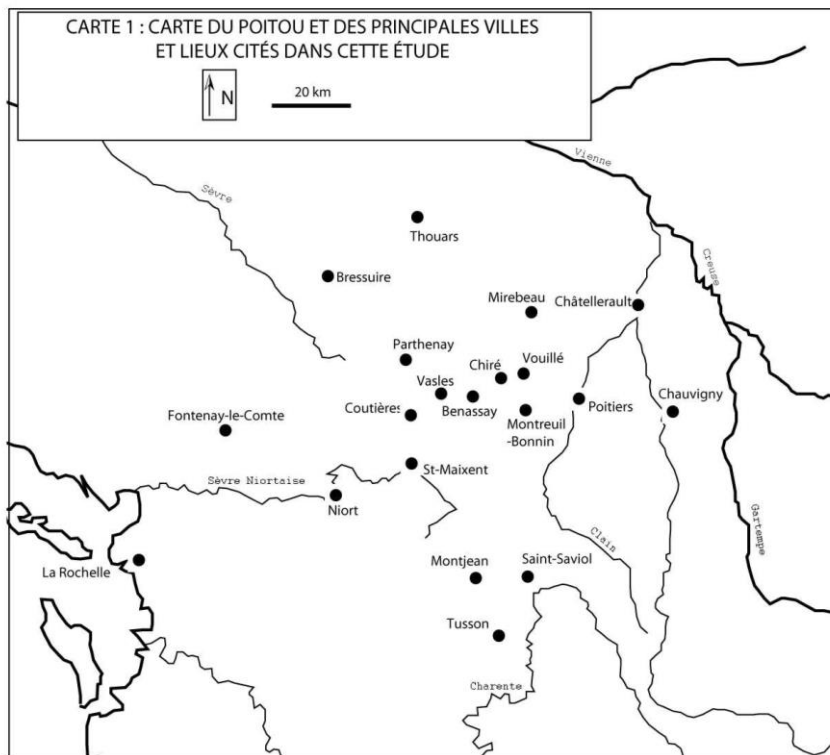 CARTE 1 : CARTE DU POITOU ET DES PRINCIPALES VILLES
ET LIEUX CITÉS DANS CETTE ÉTUDE
N
20 km
Vienne
Sèvre
Thouars
Creuse
Bressuire
Mirebeau
Châtellerault
Parthenay
Chiré
Vouillé
Vasles
Benassay
Coutières
Montreuil
-Bonnin
Poitiers
Chauvigny
Fontenay-le-Comte
St-Maixent
Sèvre Niortaise
Niort
Gartempe
Clain
La Rochelle
Montjean
Saint-Saviol
Tusson
Charente